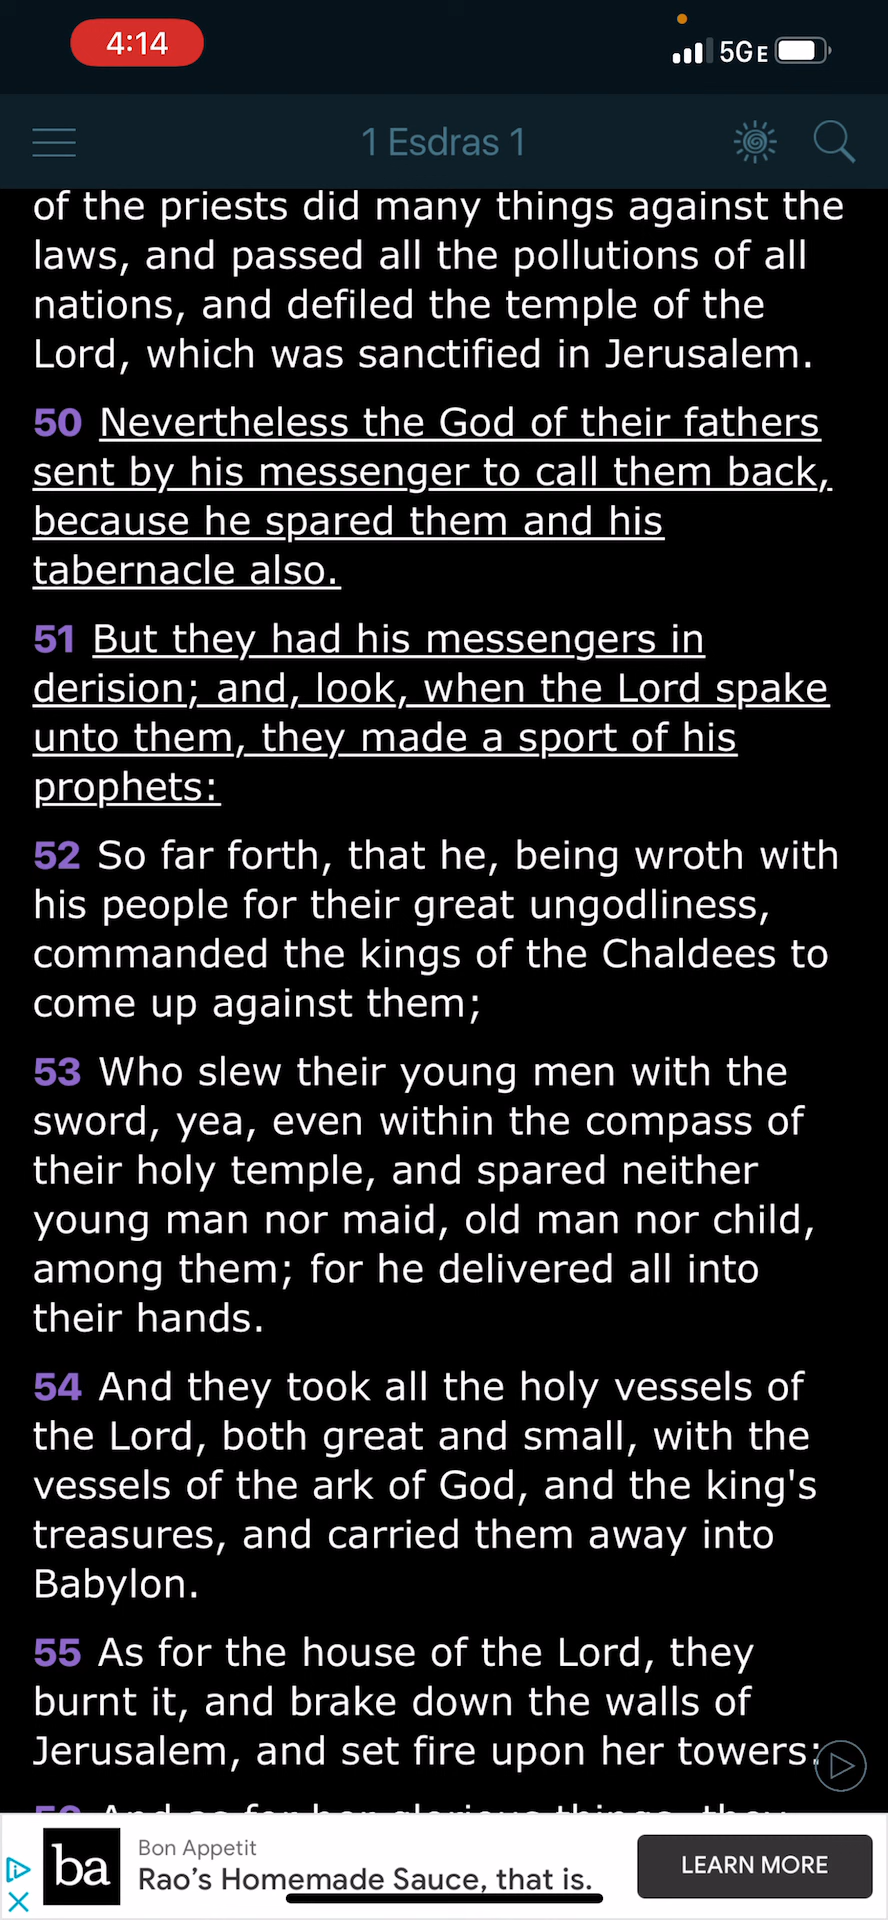 4:14
5GE
1 Esdras 1
of the priests did many things against the
laws, and passed all the pollutions of all
nations, and defiled the temple of the
Lord, which was sanctified in Jerusalem.
50 Nevertheless the God of their fathers
sent by his messenger to call them back,
because he spared them and his
tabernacle also.
51 But they had his messengers in
derision; and, look, when the Lord spake
unto them, they made a sport of his
prophets:
52 So far forth, that he, being wroth with
his people for their great ungodliness,
commanded the kings of the Chaldees to
come up against them;
53 Who slew their young men with the
sword, yea, even within the compass of
their holy temple, and spared neither
young man nor maid, old man nor child,
among them; for he delivered all into
their hands.
54 And they took all the holy vessels of
the Lord, both great and small, with the
vessels of the ark of God, and the king's
treasures, and carried them away into
Babylon.
55 As for the house of the Lord, they
burnt it, and brake down the walls of
Jerusalem, and set fire upon her towers:
56 And as for her glorious things, they
ba
Bon Appetit
Rao's Homemade Sauce, that is.
LEARN MORE